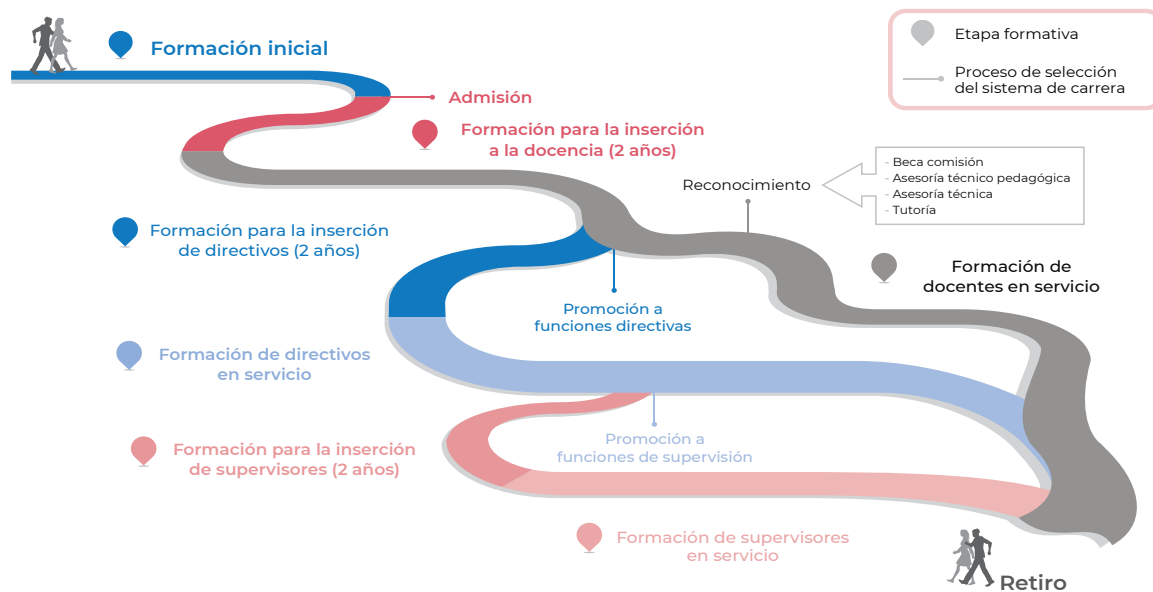 Formación inicial
Etapa formativa
Proceso de selección
del sistema de carrera
Admisión
Formación para la inserción
a la docencia (2 años)
Reconocimiento
- Beca comisión
- Asesoría técnico pedagógica
- Asesoría técnica
- Tutoría
Formación para la inserción
de directivos (2 años)
Formación de
docentes en servicio
Promoción a
funciones directivas
Formación de directivos
en servicio
Promoción a
funciones de supervisión
Formación para la inserción
de supervisores (2 años)
Formación de supervisores
en servicio
Retiro